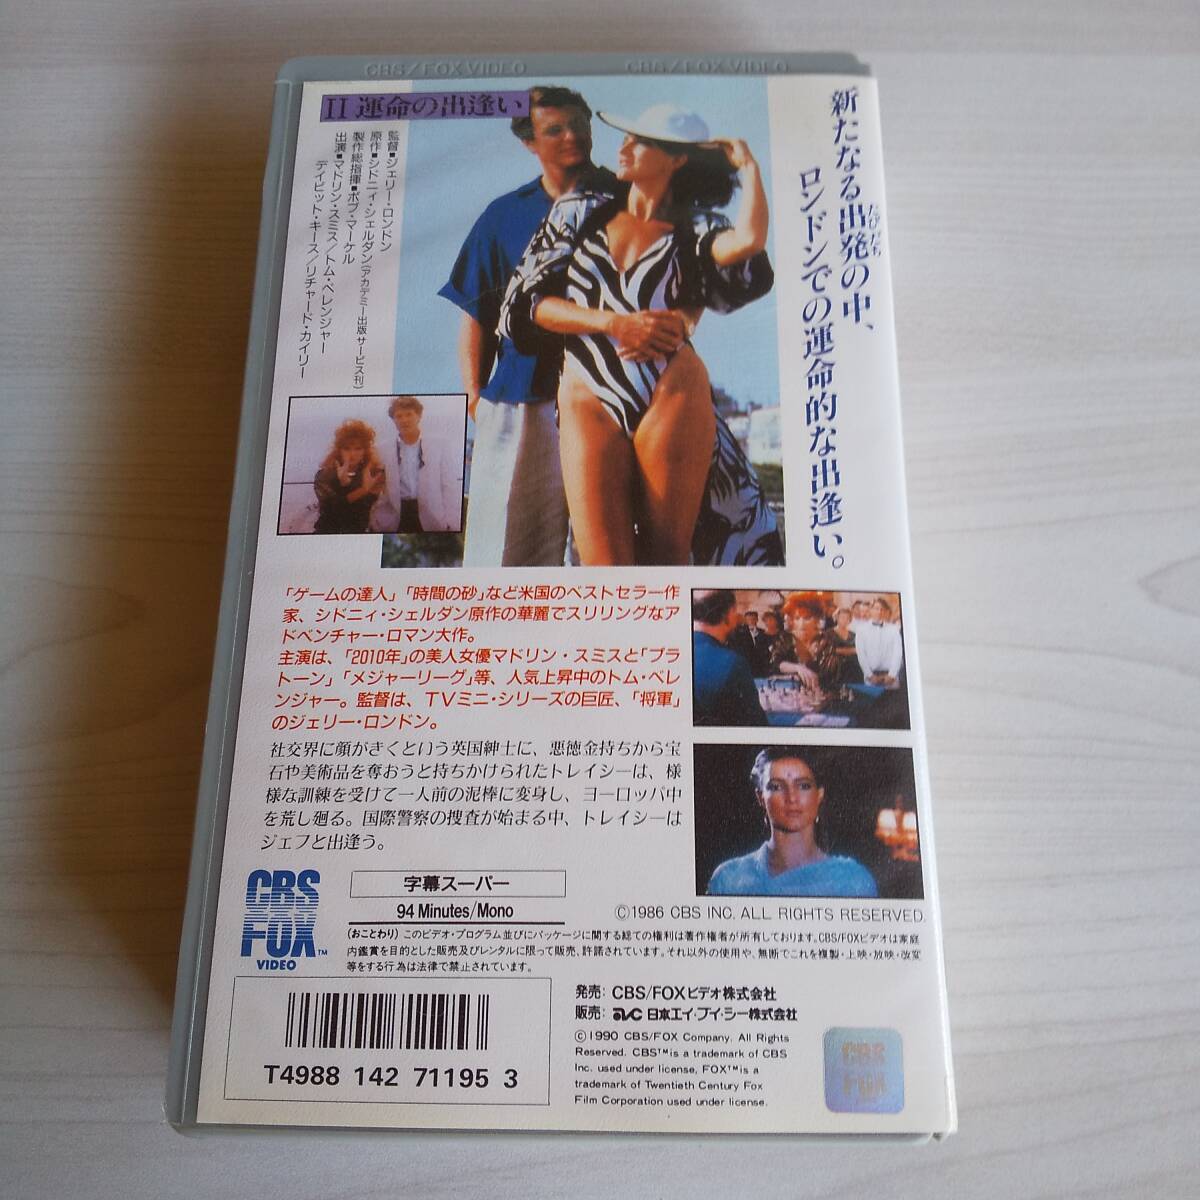 CBS/FOX VIDEO CBS/FOX VIDEO
II 運命の出逢い
新たなる出発の中、
たびだち
ロンドンでの運命的な出逢い。
監督■ジェリー・ロンドン
原作■シドニィ・シェルダン(アカデミー出版サービス刊)
製作総指揮■ボブ・マーケル
出演■マドリン・スミス/トム・ベレンジャー
デイビット・キース/リチャード・カイリー
「ゲームの達人」「時間の砂」など米国のベストセラー作
家、シドニィ・シェルダン原作の華麗でスリリングなア
ドベンチャー・ロマン大作。
主演は、「2010年」の美人女優マドリン・スミスと「プラ
トーン」「メジャーリーグ」等、人気上昇中のトム・ベレ
ンジャー。監督は、TVミニ・シリーズの巨匠、「将軍」
のジェリー・ロンドン。
社交界に顔がきくという英国紳士に、悪徳金持ちから宝
石や美術品を奪おうと持ちかけられたトレイシーは、様
様な訓練を受けて一人前の泥棒に変身し、ヨーロッパ中
を荒し廻る。国際警察の捜査が始まる中、トレイシーは
ジェフと出逢う。
CBS
FOX™
VIDEO
字幕スーパー
94 Minutes/Mono
©1986 CBS INC. ALL RIGHTS RESERVED.
(おことわり)このビデオ・プログラム並びにパッケージに関する総ての権利は著作権者が所有しております。CBS/FOXビデオは家庭
内鑑賞を目的とした販売及びレンタルに限って販売、許諾されています。それ以外の使用や、無断でこれを複製・上映・放映・改変
等をする行為は法律で禁止されています。
発売: CBS/FOXビデオ株式会社
販売: avc 日本エイ・ブイ・シー株式会社
©1990 CBS/FOX Company. All Rights
Reserved. CBS™ is a trademark of CBS
Inc. used under license, FOX™ is a
trademark of Twentieth Century Fox
Film Corporation used under license.
T4988 142 71195 3
CBS
FOX